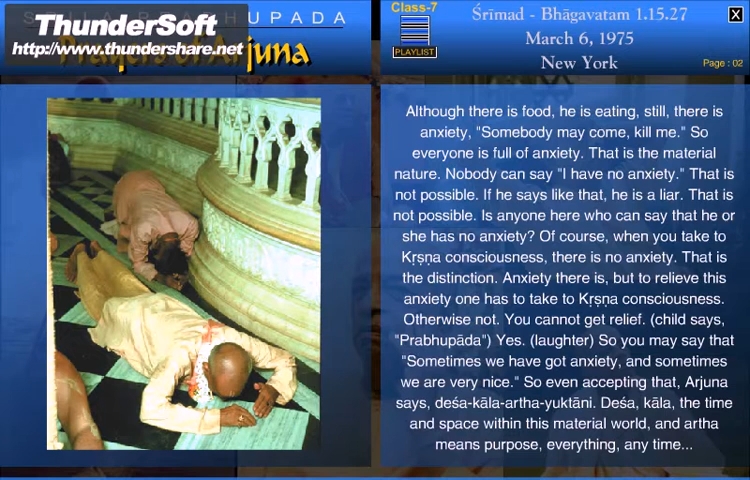 ThunderSoft
http://www.thundershare.net
HUPADA
Prayers of Arjuna
Class-7
PLAYLIST
Śrīmad - Bhāgavatam 1.15.27
March 6, 1975
New York
Page : 02
X
Although there is food, he is eating, still, there is
anxiety, "Somebody may come, kill me." So
everyone is full of anxiety. That is the material
nature. Nobody can say "I have no anxiety." That is
not possible. If he says like that, he is a liar. That is
not possible. Is anyone here who can say that he or
she has no anxiety? Of course, when you take to
Kṛṣṇa consciousness, there is no anxiety. That is
the distinction. Anxiety there is, but to relieve this
anxiety one has to take to Kṛṣṇa consciousness.
Otherwise not. You cannot get relief. (child says,
"Prabhupāda") Yes. (laughter) So you may say that
"Sometimes we have got anxiety, and sometimes
we are very nice." So even accepting that, Arjuna
says, deśa-kāla-artha-yuktāni. Deśa, kāla, the time
and space within this material world, and artha
means purpose, everything, any time...